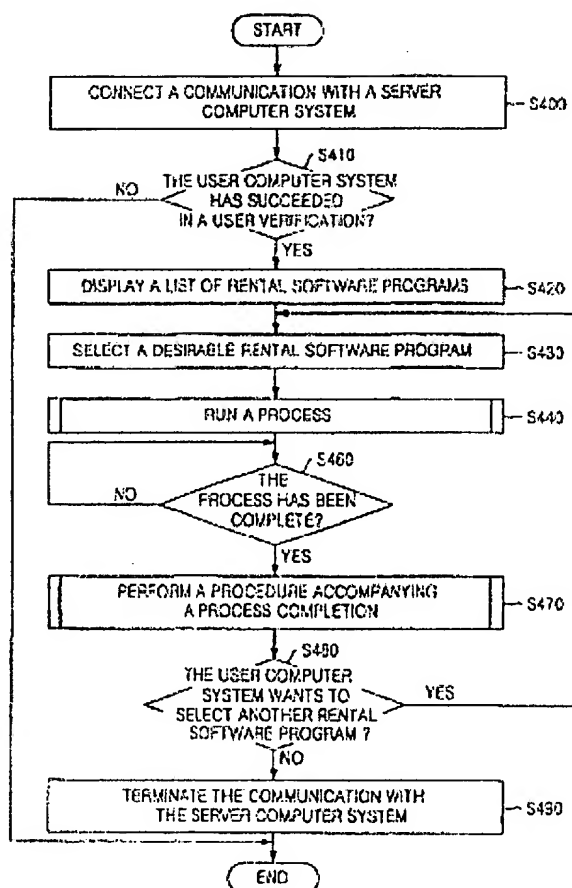 START
CONNECT A COMMUNICATION WITH A SERVER
COMPUTER SYSTEM
S400
S410
NO
THE USER COMPUTER SYSTEM
HAS SUCCEEDED
IN A USER VERIFICATION?
YES
DISPLAY A LIST OF RENTAL SOFTWARE PROGRAMS
S420
SELECT A DESIRABLE RENTAL SOFTWARE PROGRAM
S430
RUN A PROCESS
S440
S460
NO
THE
PROCESS HAS BEEN
COMPLETE?
YES
PERFORM A PROCEDURE ACCOMPANYING
A PROCESS COMPLETION
S470
S480
THE USER COMPUTER
SYSTEM WANTS TO
SELECT ANOTHER RENTAL
SOFTWARE PROGRAM ?
YES
NO
TERMINATE THE COMMUNICATION WITH
THE SERVER COMPUTER SYSTEM
S490
END